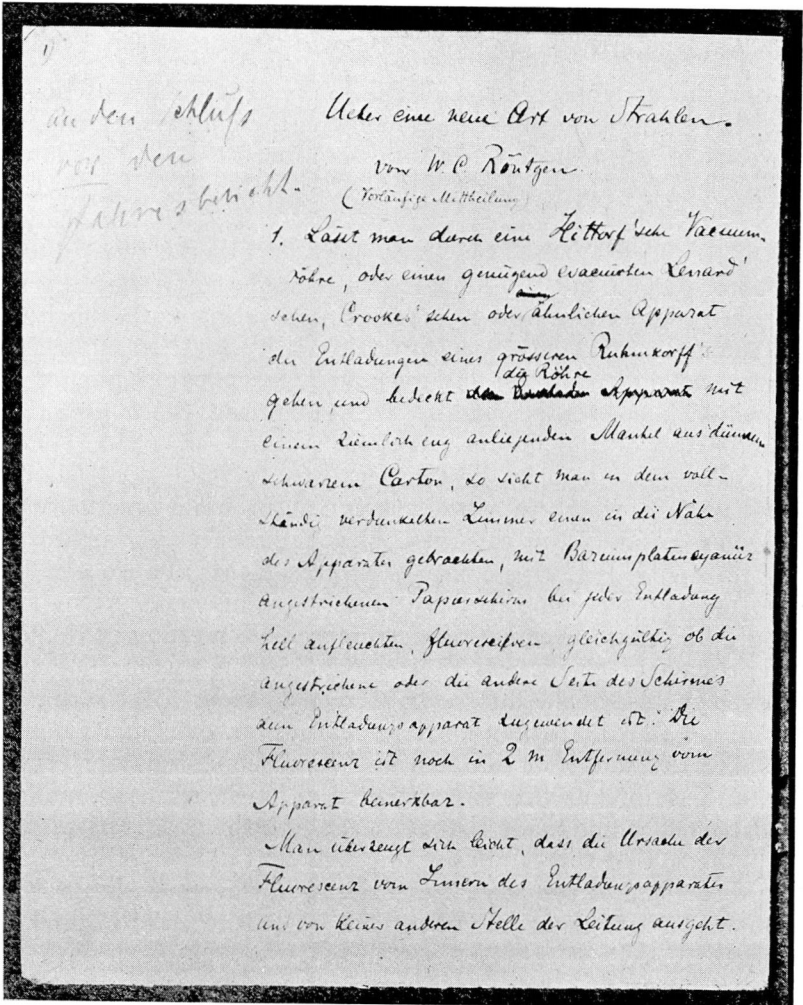 1)
an den Schluß
vor den
Jahresbericht.
Ueber eine neue Art von Strahlen.
von W. C. Röntgen.
(Vorläufige Mittheilung)
1. Lässt man durch eine Hittorf'sche Vacuum-
röhre, oder einen genügend evacuirten Lenard'
schen, Crookes'schen oder ähnlichen Apparat
die Entladungen eines grösseren Ruhmkorff's
gehen und bedeckt die Röhre mit
einem ziemlich eng anliegenden Mantel aus dünnem
schwarzem Carton, so sieht man in dem voll-
ständig verdunkelten Zimmer einen in die Nähe
des Apparates gebrachten, mit Bariumplatincyanür
angestrichenen Papierschirm bei jeder Entladung
hell aufleuchten, fluoresciren, gleichgültig ob die
angestrichene oder die andere Seite des Schirmes
dem Entladungsapparat zugewendet ist. Die
Fluorescenz ist noch in 2 m Entfernung vom
Apparat bemerkbar.
Man überzeugt sich leicht, dass die Ursache der
Fluorescenz vom Innern des Entladungsapparates
und von keiner anderen Stelle der Leitung ausgeht.